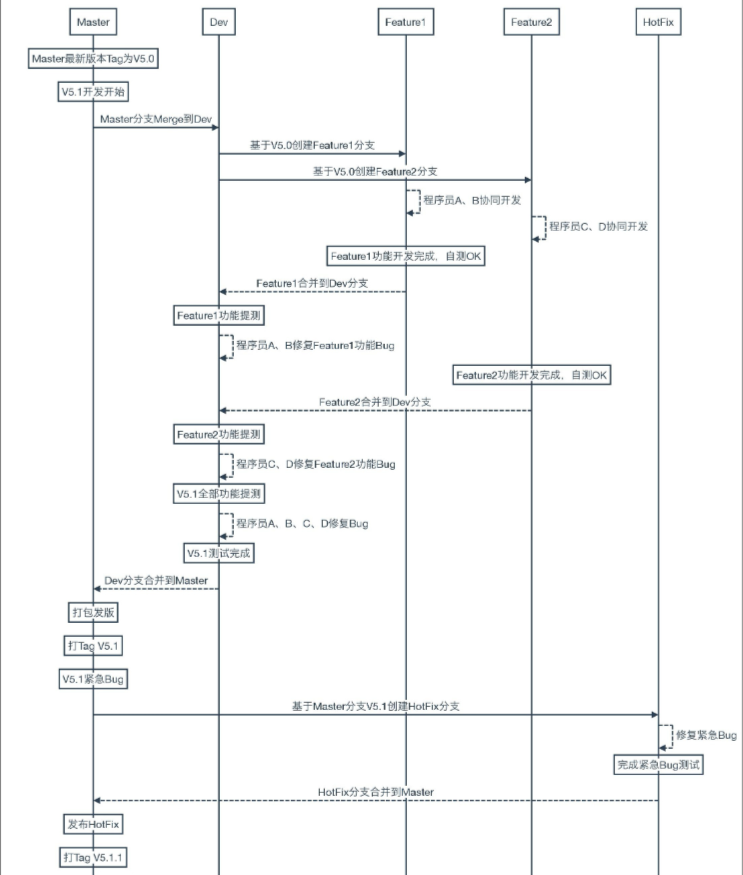 Master
Dev
Feature1
Feature2
HotFix
Master最新版本Tag为V5.0
V5.1开发开始
Master分支Merge到Dev
基于V5.0创建Feature1分支
基于V5.0创建Feature2分支
程序员A、B协同开发
程序员C、D协同开发
Feature1功能开发完成，自测OK
Feature1合并到Dev分支
Feature1功能提测
程序员A、B修复Feature1功能Bug
Feature2功能开发完成，自测OK
Feature2合并到Dev分支
Feature2功能提测
程序员C、D修复Feature2功能Bug
V5.1全部功能提测
程序员A、B、C、D修复Bug
V5.1测试完成
Dev分支合并到Master
打包发版
打Tag V5.1
V5.1紧急Bug
基于Master分支V5.1创建HotFix分支
修复紧急Bug
完成紧急Bug测试
HotFix分支合并到Master
发布HotFix
打Tag V5.1.1